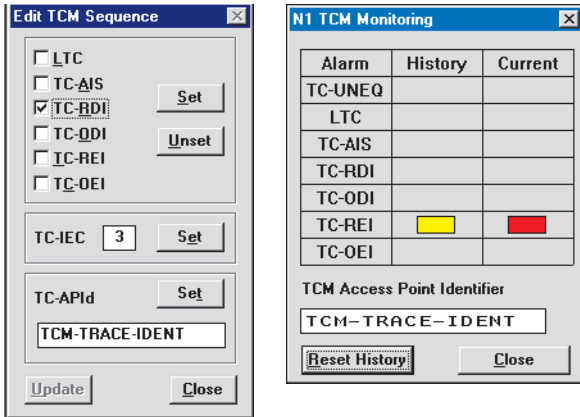 Edit TCM Sequence
LTC
TC-AIS
TC-RDI
TC-ODI
TC-REI
TC-OEI
Set
Unset
TC-IEC 3 Set
TC-APId Set
TCM-TRACE-IDENT
Update Close
N1 TCM Monitoring
Alarm History Current
TC-UNEQ
LTC
TC-AIS
TC-RDI
TC-ODI
TC-REI
TC-OEI
TCM Access Point Identifier
TCM-TRACE-IDENT
Reset History Close